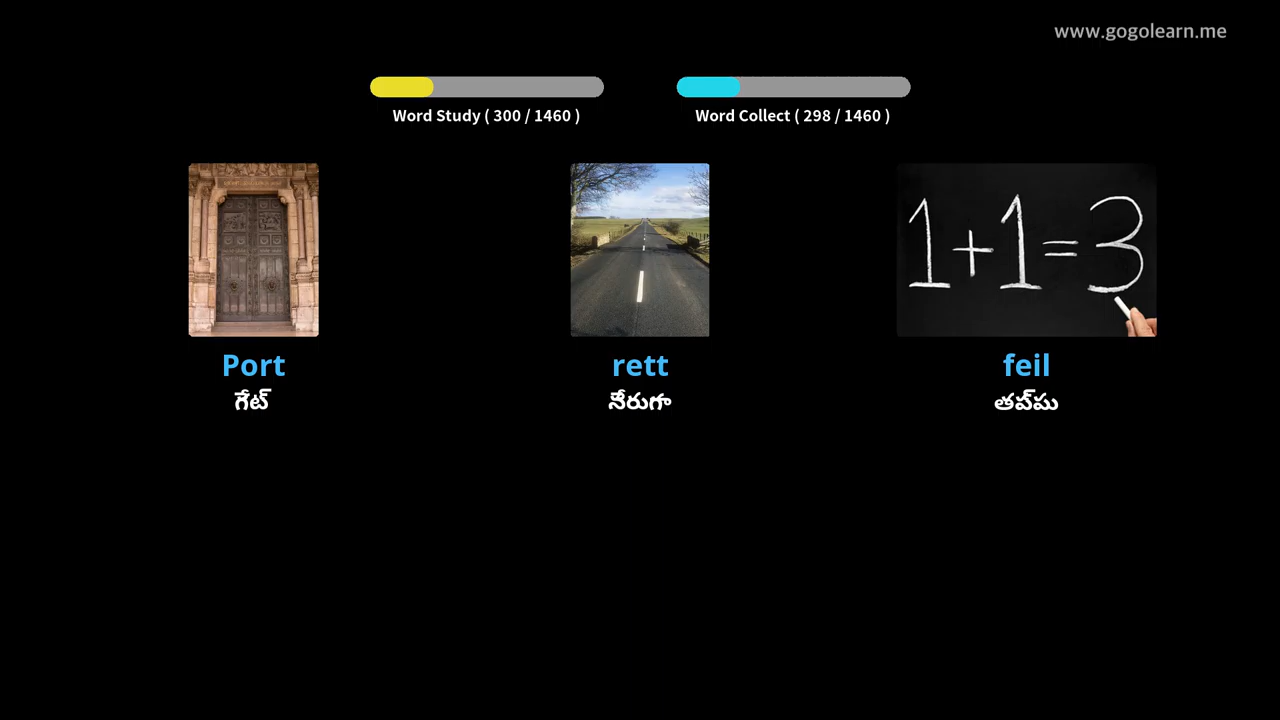 www.gogolearn.me
Word Study ( 300 / 1460 )
Word Collect ( 298 / 1460 )
1+1=3
Port
rett
feil
గేట్
నేరుగా
తప్పు